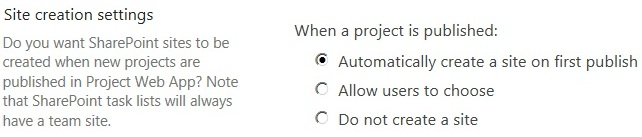 Site creation settings
Do you want SharePoint sites to be
created when new projects are
published in Project Web App? Note
that SharePoint task lists will always
have a team site.
When a project is published:
Automatically create a site on first publish
Allow users to choose
Do not create a site